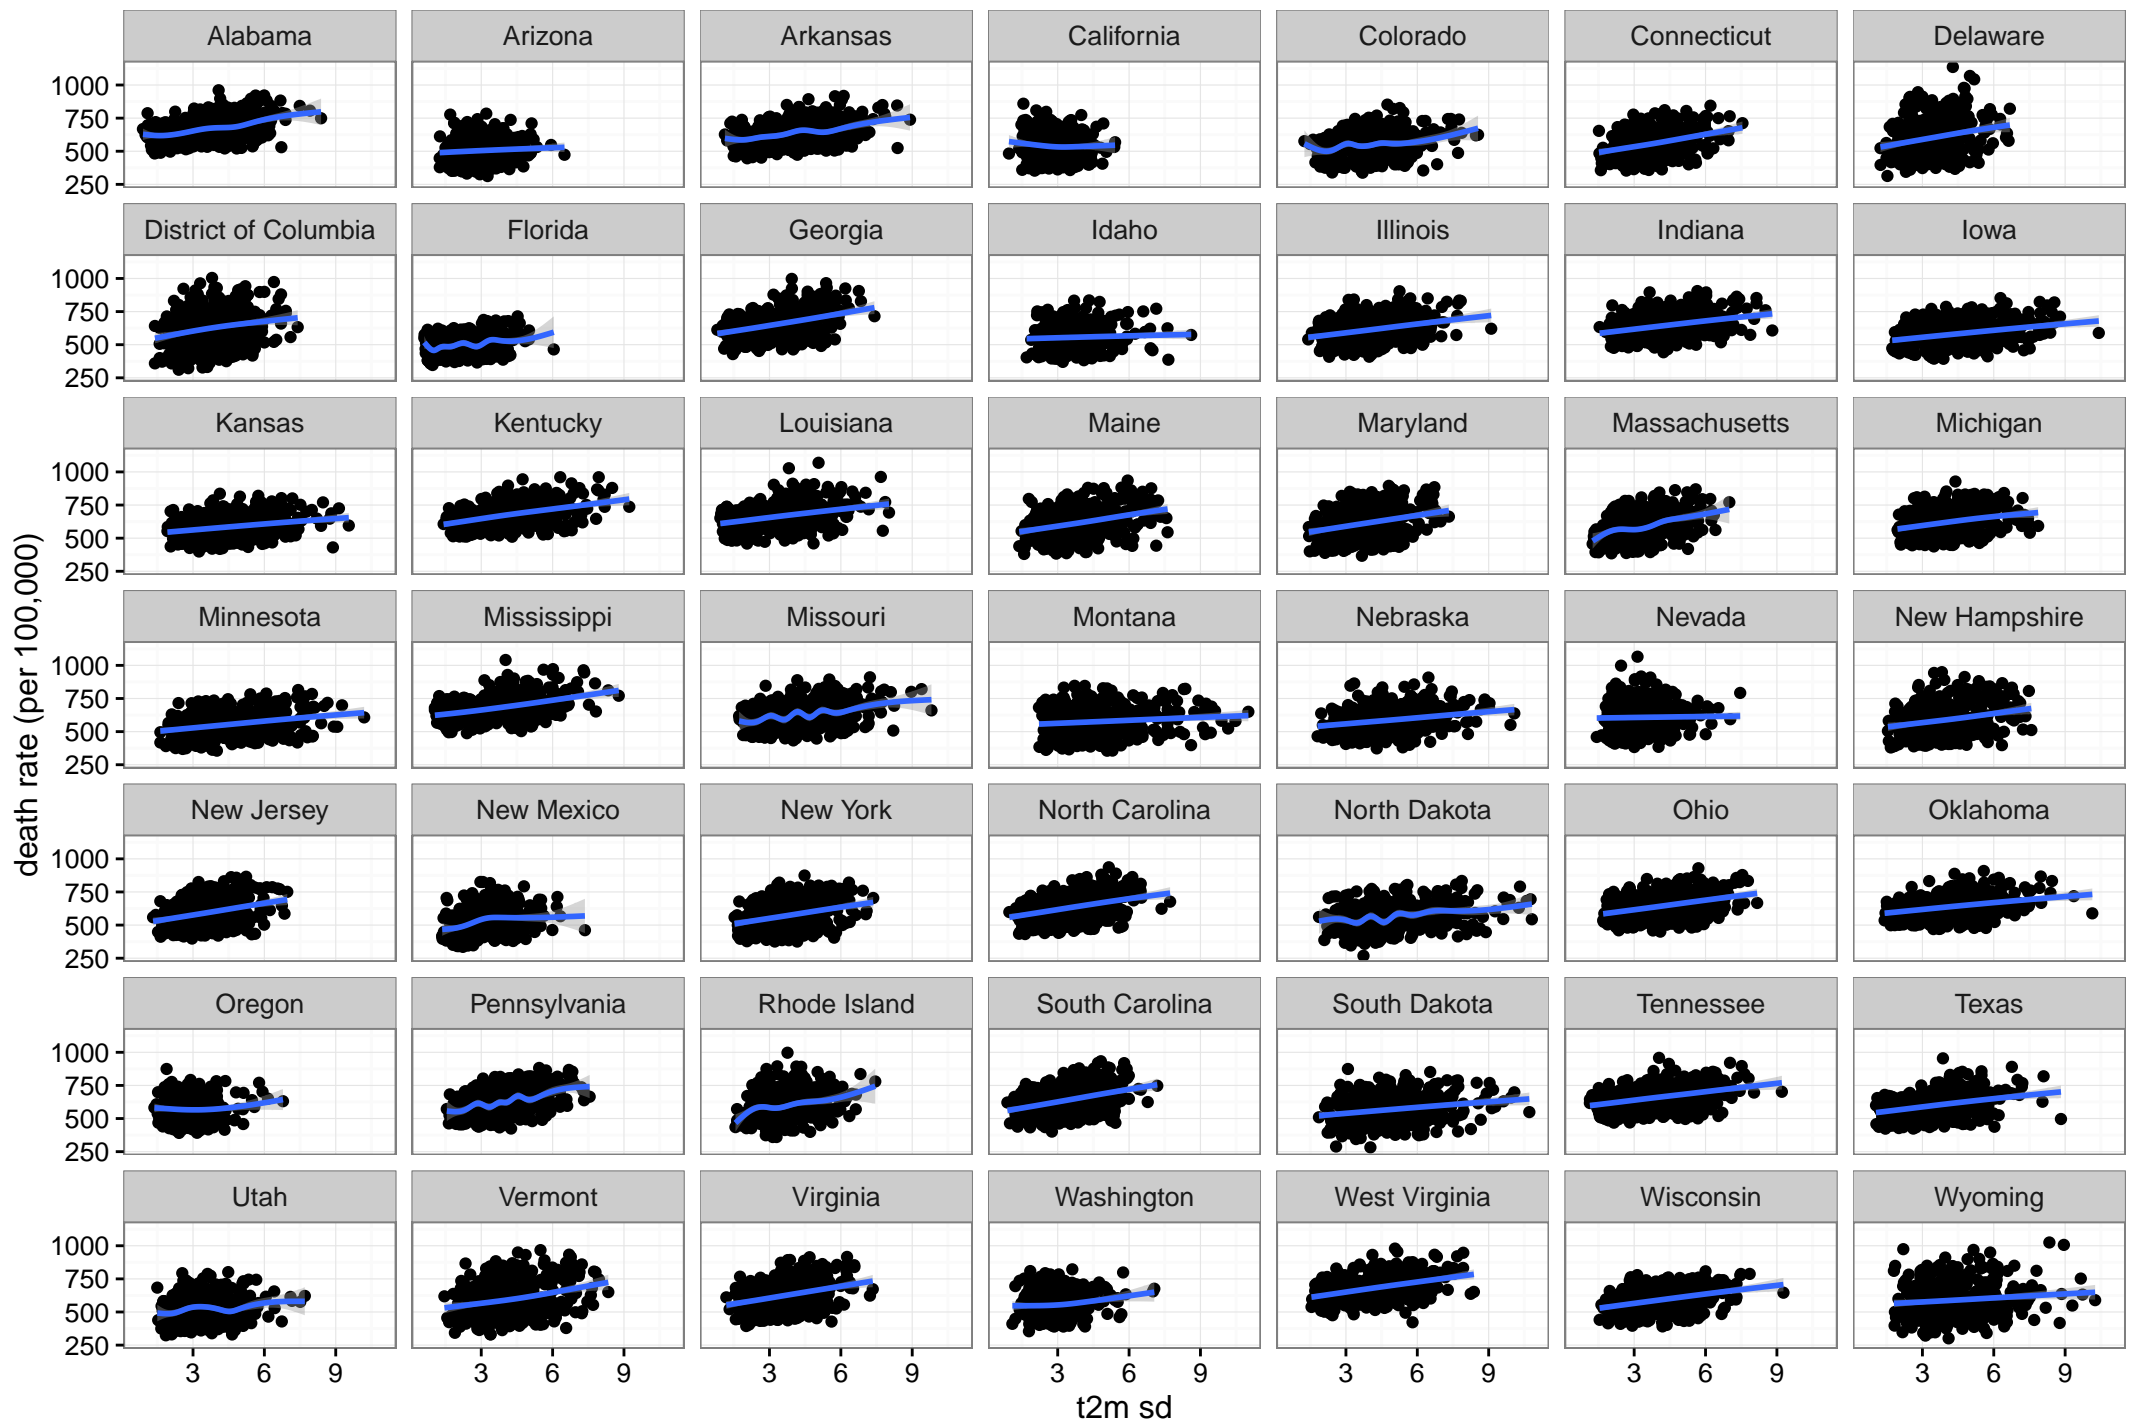 Alabama Arizona Arkansas California Colorado Connecticut Delaware
1000
750
500
250
District of Columbia Florida Georgia Idaho Illinois Indiana Iowa
1000
750
500
250
Kansas Kentucky Louisiana Maine Maryland Massachusetts Michigan
1000
750
500
250
death rate (per 100,000)
Minnesota Mississippi Missouri Montana Nebraska Nevada New Hampshire
1000
750
500
250
New Jersey New Mexico New York North Carolina North Dakota Ohio Oklahoma
1000
750
500
250
Oregon Pennsylvania Rhode Island South Carolina South Dakota Tennessee Texas
1000
750
500
250
Utah Vermont Virginia Washington West Virginia Wisconsin Wyoming
1000
750
500
250
3 6 9 3 6 9 3 6 9 3 6 9 3 6 9 3 6 9 3 6 9
t2m sd